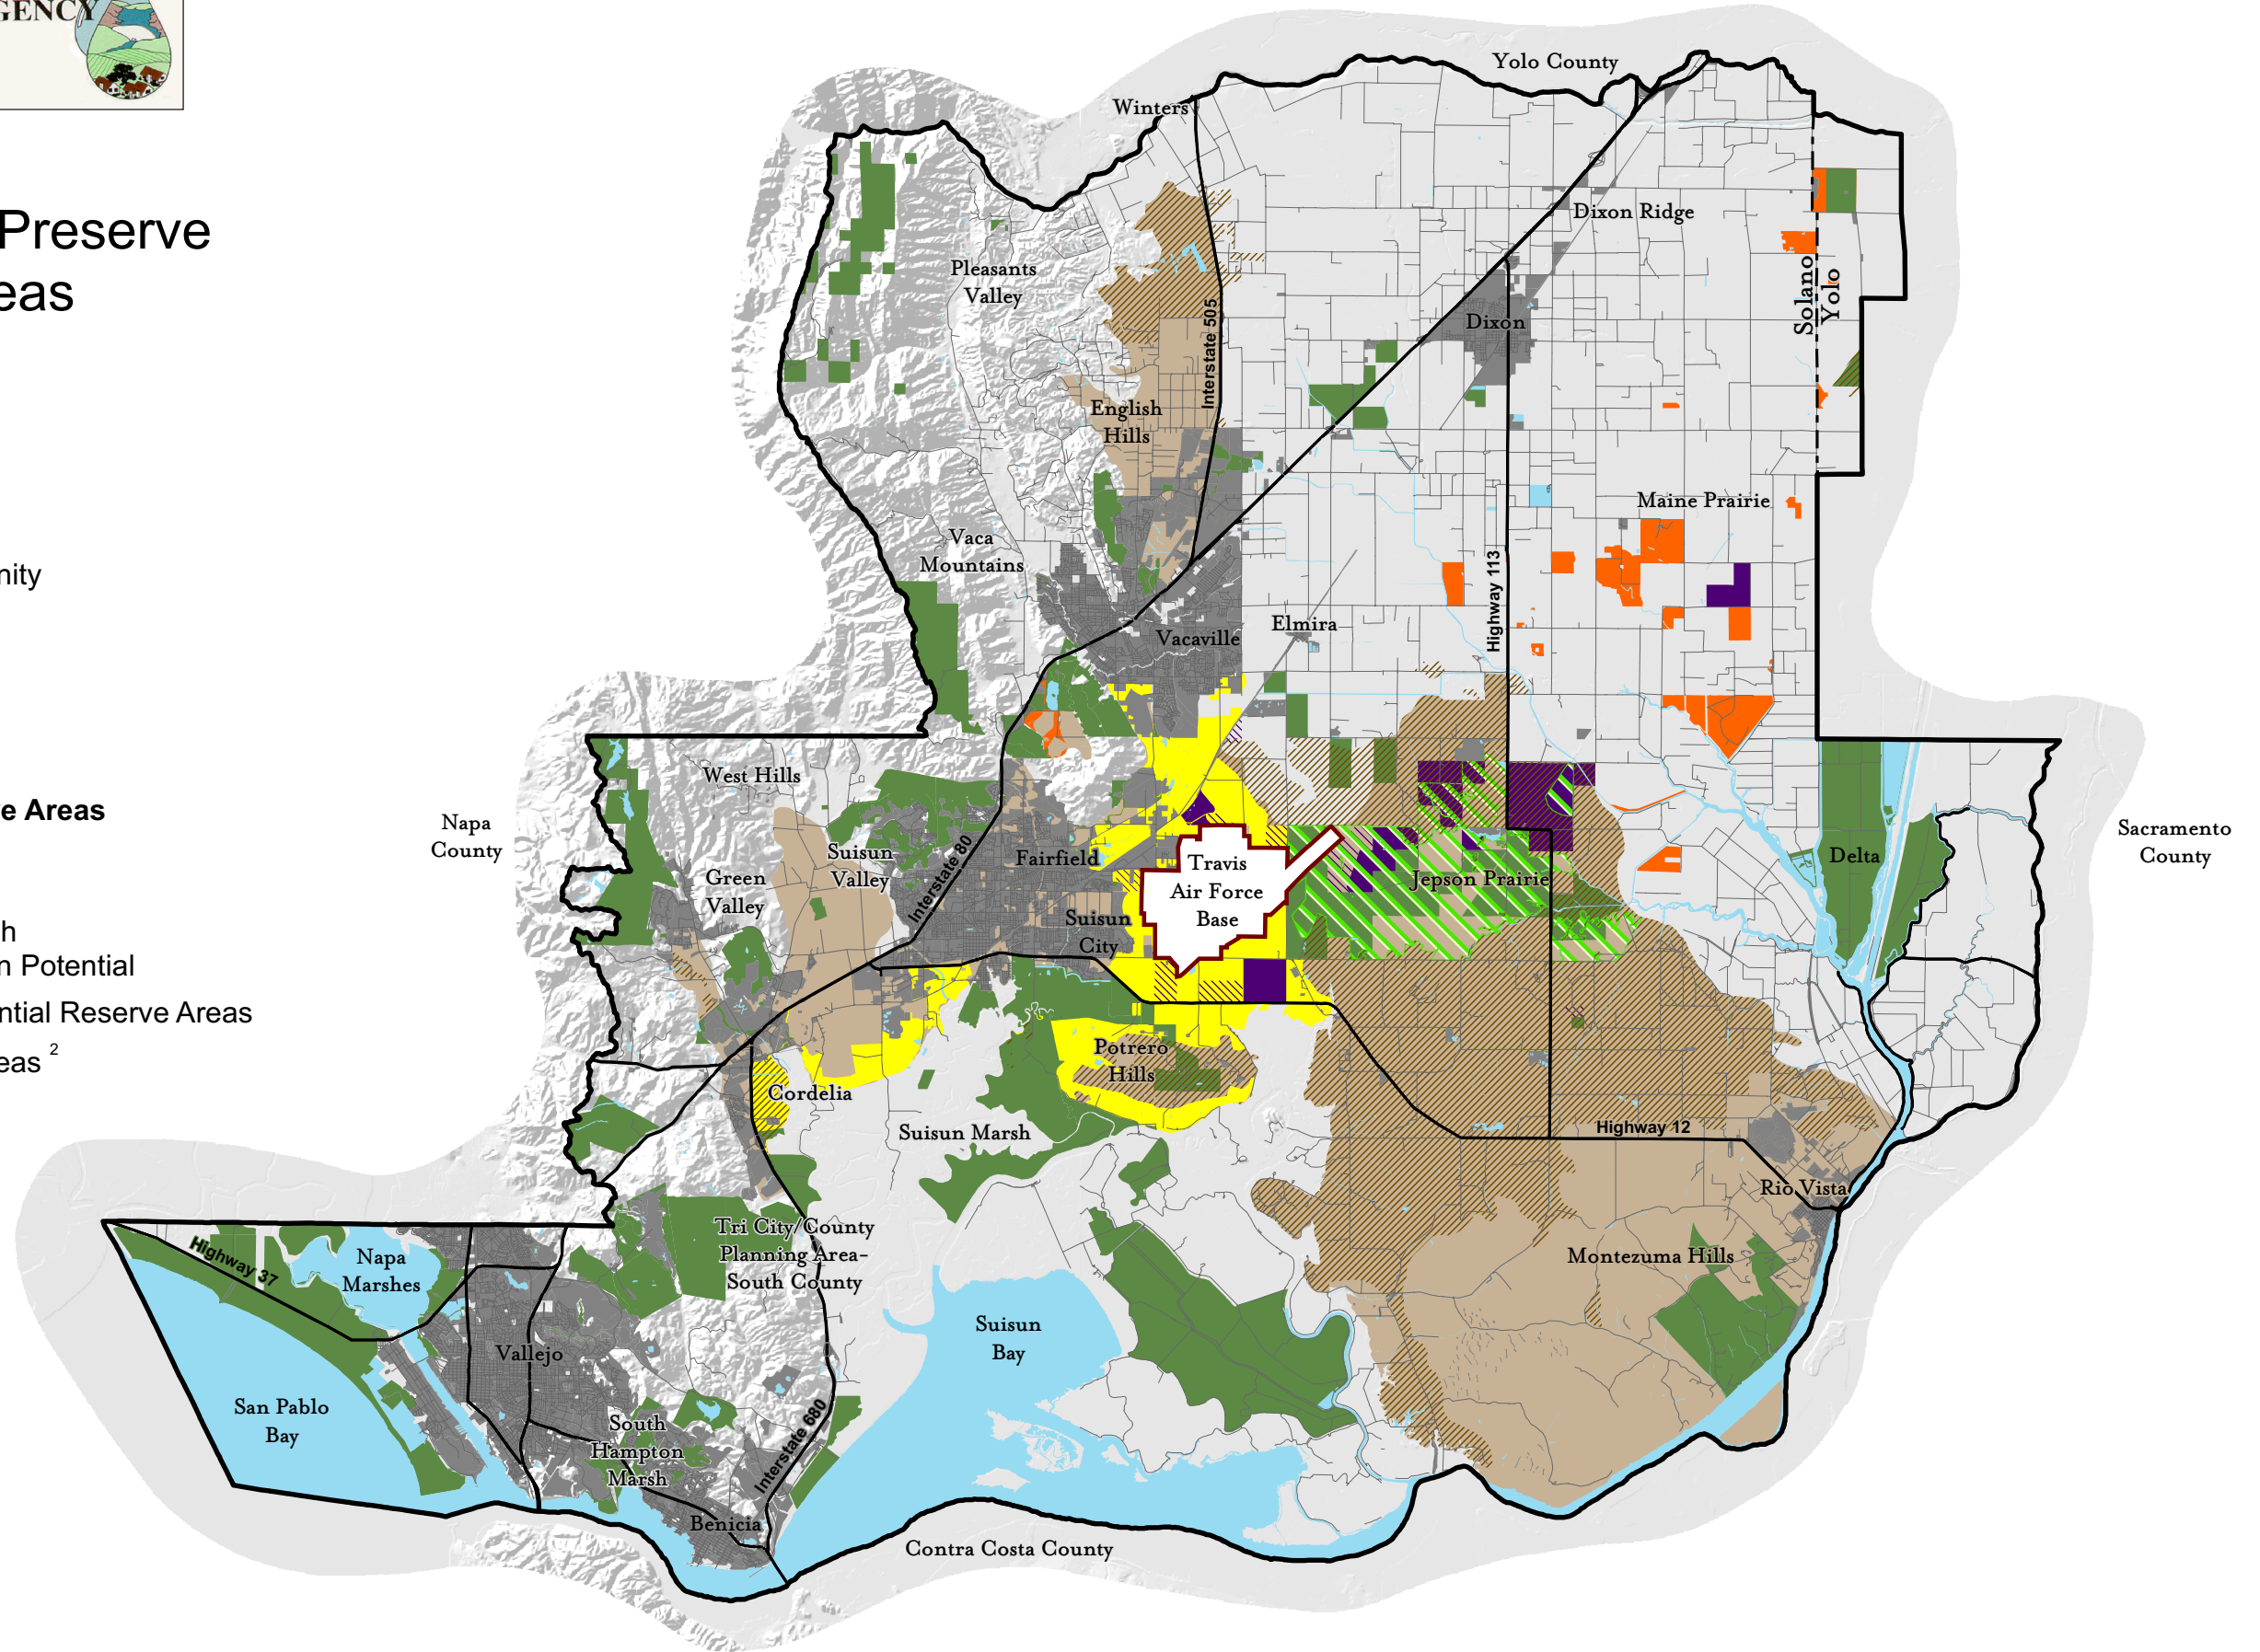 GENCY
Preserve
eas
nity
e Areas
h
n Potential
ntial Reserve Areas
eas 2
Yolo County
Winters
Dixon Ridge
Pleasants
Valley
Solano
Yolo
Interstate 505
Dixon
English
Hills
Maine Prairie
Vaca
Mountains
Highway 113
Elmira
Vacaville
West Hills
Napa
County
Suisun
Valley
Interstate 80
Fairfield
Travis
Air Force
Base
Jepson Prairie
Delta
Sacramento
County
Green
Valley
Suisun
City
Potrero
Hills
Cordelia
Suisun Marsh
Highway 12
Rio Vista
Tri City/County
Planning Area-
South County
Montezuma Hills
Highway 37
Napa
Marshes
Suisun
Bay
Vallejo
San Pablo
Bay
South
Hampton
Marsh
Interstate 680
Benicia
Contra Costa County